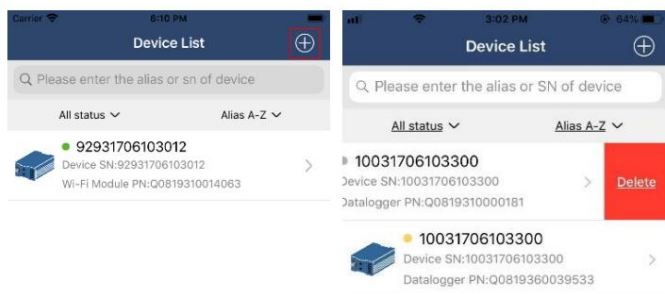 Carrier 6:10 PM
Device List
Please enter the alias or sn of device
All status Alias A-Z
92931706103012
Device SN:92931706103012
Wi-Fi Module PN:Q0819310014063
3:02 PM 64%
Device List
Please enter the alias or SN of device
All status Alias A-Z
10031706103300
Device SN:10031706103300
Datalogger PN:Q0819310000181
Delete
10031706103300
Device SN:10031706103300
Datalogger PN:Q0819360039533